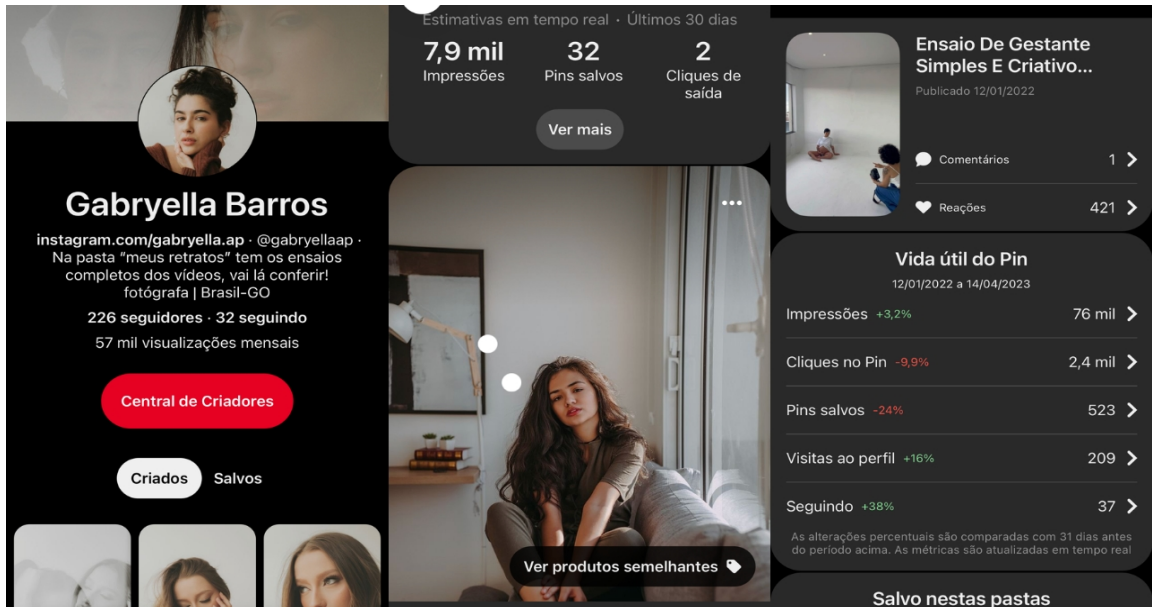 Gabryella Barros
instagram.com/gabryella.ap · @gabryellaap ·
Na pasta “meus retratos” tem os ensaios
completos dos vídeos, vai lá conferir!
fotógrafa | Brasil-GO
226 seguidores · 32 seguindo
57 mil visualizações mensais
Central de Criadores
Criados Salvos
Estimativas em tempo real · Últimos 30 dias
7,9 mil 32 2
Impressões Pins salvos Cliques de
saída
Ver mais
Ver produtos semelhantes
Ensaio De Gestante
Simples E Criativo...
Publicado 12/01/2022
Comentários 1
Reações 421
Vida útil do Pin
12/01/2022 a 14/04/2023
Impressões +3,2% 76 mil
Cliques no Pin -9,9% 2,4 mil
Pins salvos -24% 523
Visitas ao perfil +16% 209
Seguindo +38% 37
As alterações percentuais são comparadas com 31 dias antes
do período acima. As métricas são atualizadas em tempo real
Salvo nestas pastas